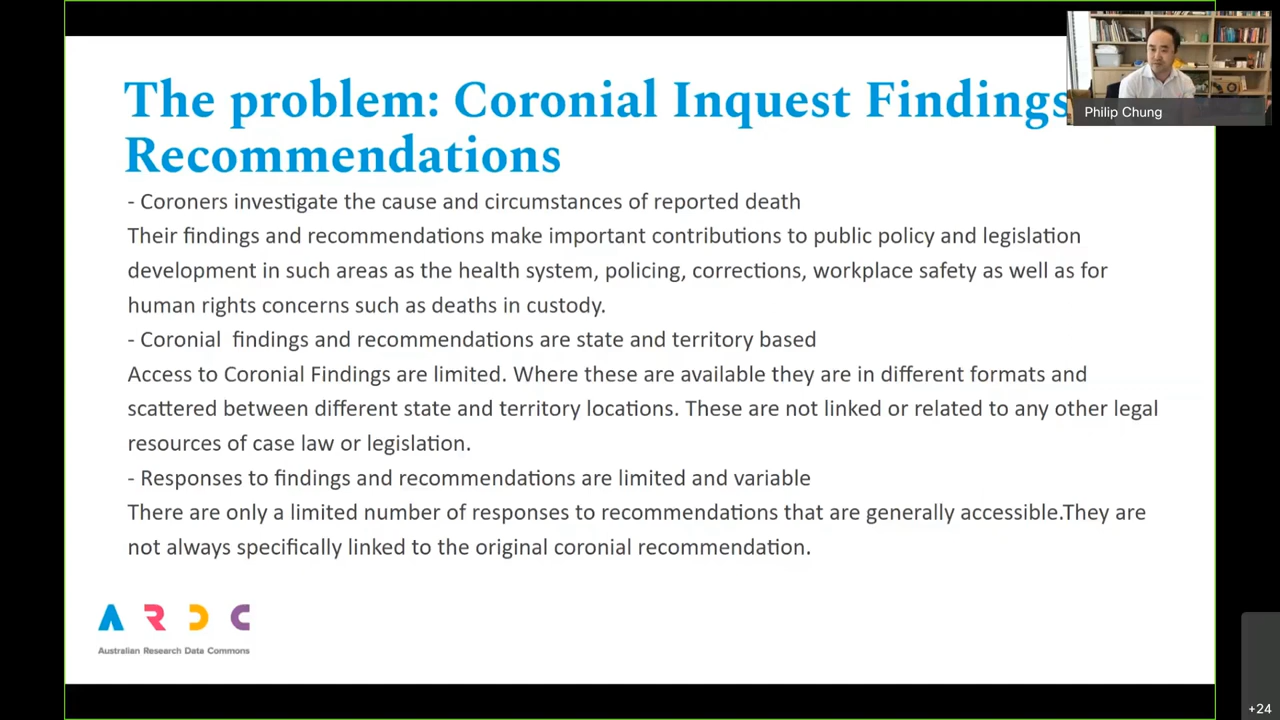 The problem: Coronial Inquest Findings
Recommendations
- Coroners investigate the cause and circumstances of reported death
Their findings and recommendations make important contributions to public policy and legislation
development in such areas as the health system, policing, corrections, workplace safety as well as for
human rights concerns such as deaths in custody.
- Coronial  findings and recommendations are state and territory based
Access to Coronial Findings are limited. Where these are available they are in different formats and
scattered between different state and territory locations. These are not linked or related to any other legal
resources of case law or legislation.
- Responses to findings and recommendations are limited and variable
There are only a limited number of responses to recommendations that are generally accessible.They are
not always specifically linked to the original coronial recommendation.
ARDC
Australian Research Data Commons
Philip Chung
+24